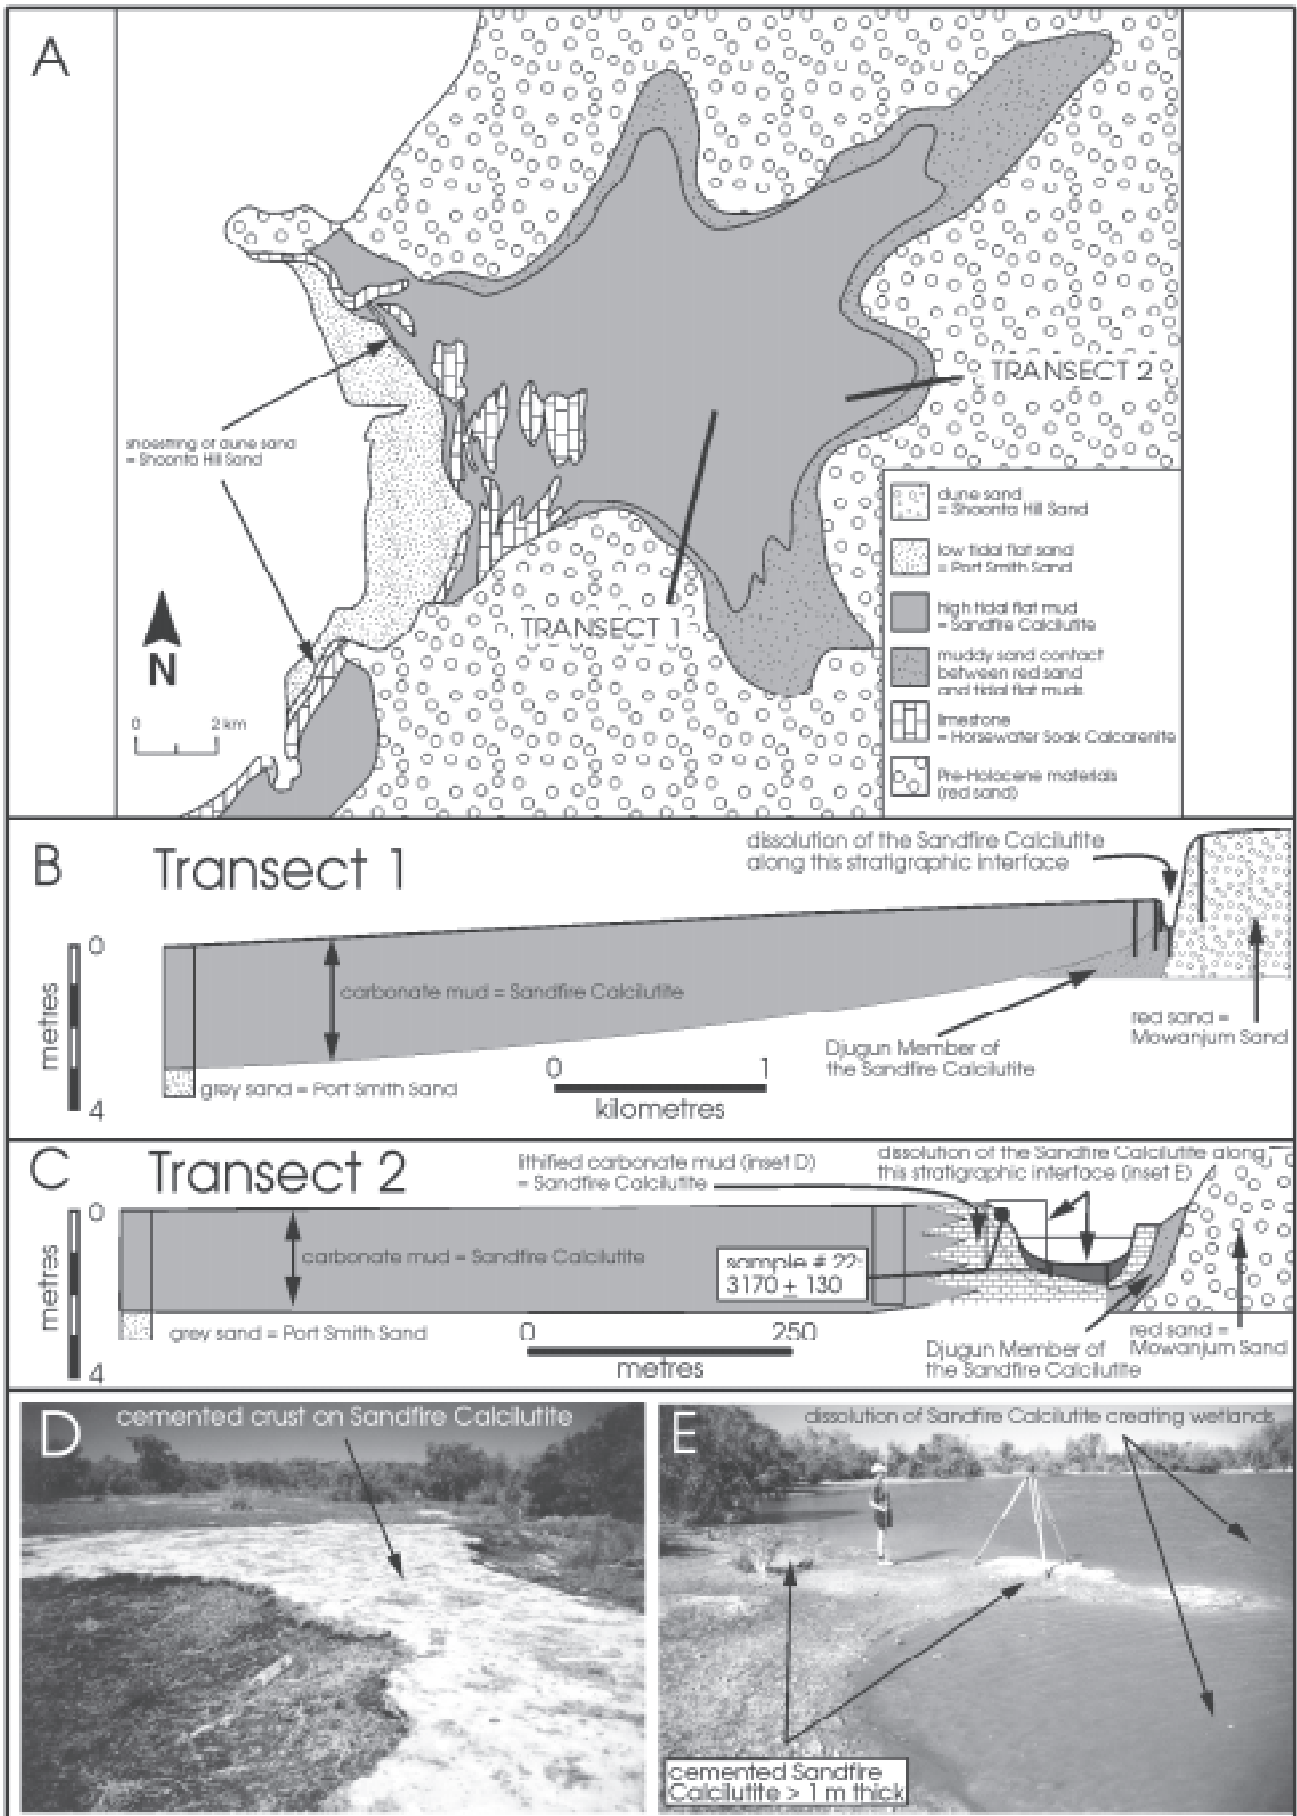 A
TRANSECT 2
shoestring of dune sand
= Shoonta Hill Sand
dune sand
= Shoonta Hill Sand
low tidal flat sand
= Port Smith Sand
high tidal flat mud
= Sandfire Calcilutite
muddy sand contact
between red sand
and tidal flat muds
limestone
= Horsewater Soak Calcarenite
Pre-Holocene materials
(red sand)
TRANSECT 1
N
0 2 km
B
Transect 1
dissolution of the Sandfire Calcilutite
along this stratigraphic interface
0
metres
4
carbonate mud = Sandfire Calcilutite
grey sand = Port Smith Sand
0 1
kilometres
Djugun Member of
the Sandfire Calcilutite
red sand =
Mowanjum Sand
C
Transect 2
lithified carbonate mud (inset D)
= Sandfire Calcilutite
dissolution of the Sandfire Calcilutite along
this stratigraphic interface (inset E)
0
metres
4
carbonate mud = Sandfire Calcilutite
sample # 22:
3170 ± 130
grey sand = Port Smith Sand
0 250
metres
Djugun Member of
the Sandfire Calcilutite
red sand =
Mowanjum Sand
D
cemented crust on Sandfire Calcilutite
E
dissolution of Sandfire Calcilutite creating wetlands
cemented Sandfire
Calcilutite > 1 m thick